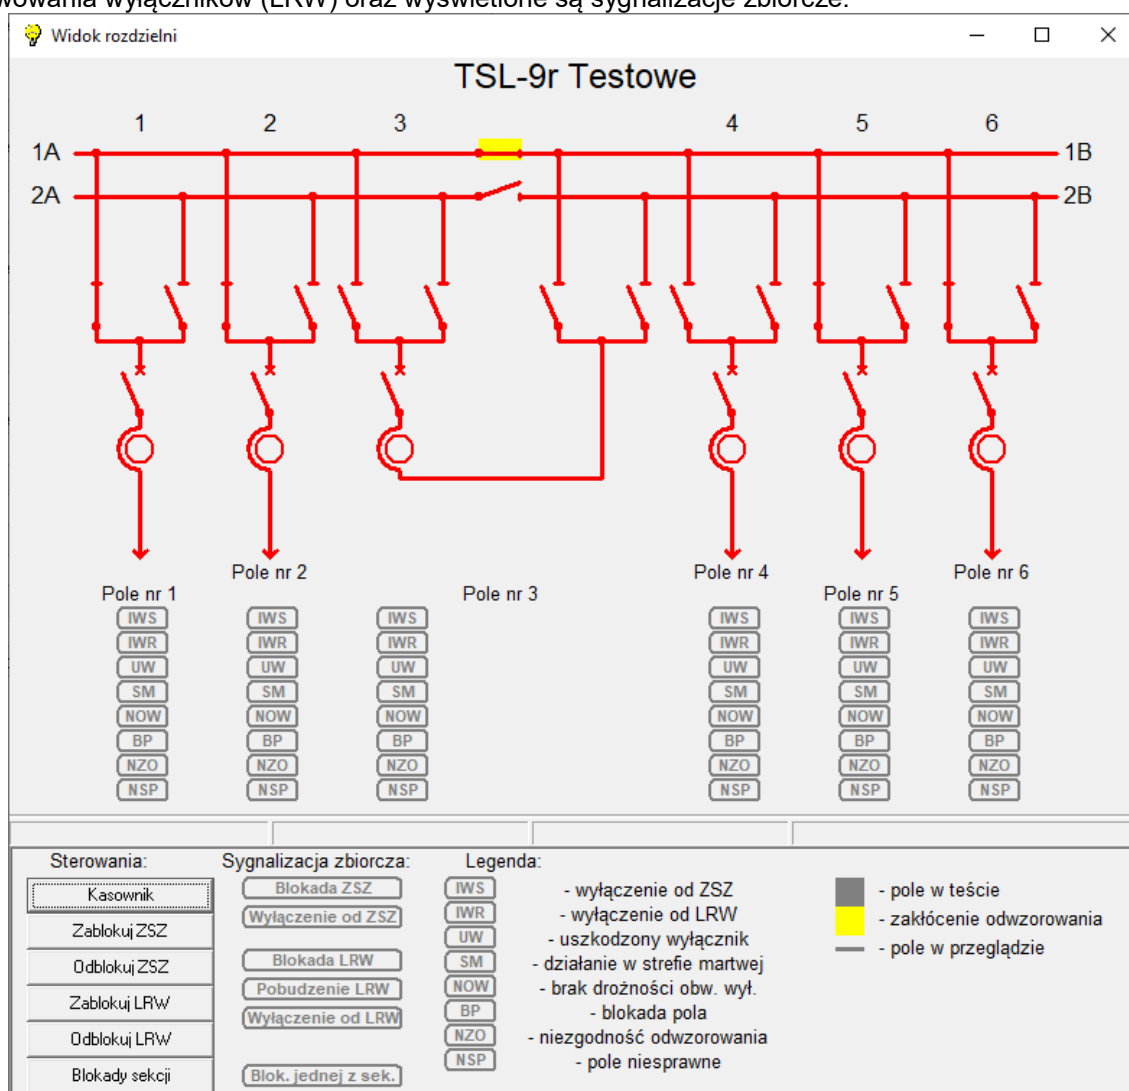 wowania wyłączników (LRW) oraz wyświetlone są sygnalizacje zbiorcze.
Widok rozdzielni
TSL-9r Testowe
1 2 3 4 5 6
1A 1B
2A 2B
Pole nr 1 Pole nr 2 Pole nr 3 Pole nr 4 Pole nr 5 Pole nr 6
IWS IWS IWS IWS IWS IWS
IWR IWR IWR IWR IWR IWR
UW UW UW UW UW UW
SM SM SM SM SM SM
NOW NOW NOW NOW NOW NOW
BP BP BP BP BP BP
NZO NZO NZO NZO NZO NZO
NSP NSP NSP NSP NSP NSP
Sterowania:
Kasownik
Zablokuj ZSZ
Odblokuj ZSZ
Zablokuj LRW
Odblokuj LRW
Blokady sekcji
Sygnalizacja zbiorcza:
Blokada ZSZ
Wyłączenie od ZSZ
Blokada LRW
Pobudzenie LRW
Wyłączenie od LRW
Blok. jednej z sek.
Legenda:
IWS - wyłączenie od ZSZ
IWR - wyłączenie od LRW
UW - uszkodzony wyłącznik
SM - działanie w strefie martwej
NOW - brak drożności obw. wył.
BP - blokada pola
NZO - niezgodność odwzorowania
NSP - pole niesprawne
- pole w teście
- zakłócenie odwzorowania
- pole w przeglądzie